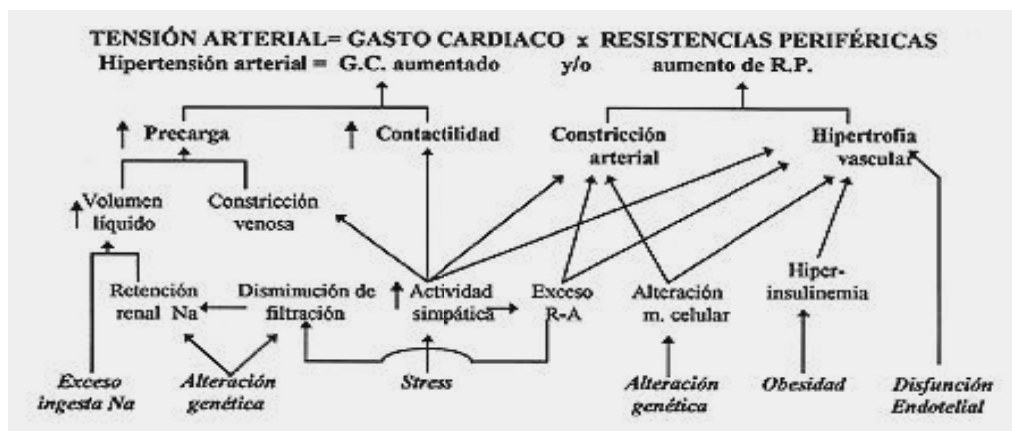 TENSIÓN ARTERIAL= GASTO CARDIACO x RESISTENCIAS PERIFÉRICAS
Hipertensión arterial = G.C. aumentado y/o aumento de R.P.
Precarga
Contactilidad
Constricción
arterial
Hipertrofia
vascular
Volumen
líquido
Constricción
venosa
Retención
renal Na
Disminución de
filtración
Actividad
simpática
Exceso
R-A
Alteración
m. celular
Hiper-
insulinemia
Exceso
ingesta Na
Alteración
genética
Stress
Alteración
genética
Obesidad
Disfunción
Endotelial